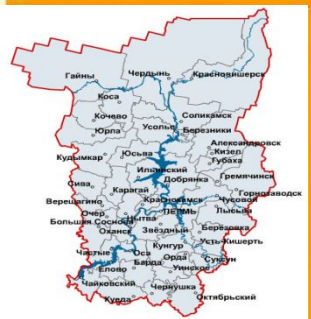 Гайны
Чердынь
Красновишерск
Коса
Кочево
Юрла
Усолье
Соликамск
Березники
Александровск
Кизел
Губаха
Кудымкар
Юсьва
Ильинский
Добрянка
Гремячинск
Сива
Карагай
Горнозаводск
Верещагино
Краснокамск
Чусовой
Лысьва
Очёр
ПЕРМЬ
Большая Соснова
Нытва
Звёздный
Берёзовка
Оханск
Усть-Кишерть
Частые
Оса
Кунгур
Орда
Суксун
Елово
Барда
Уинское
Чайковский
Чернушка
Куеда
Октябрьский